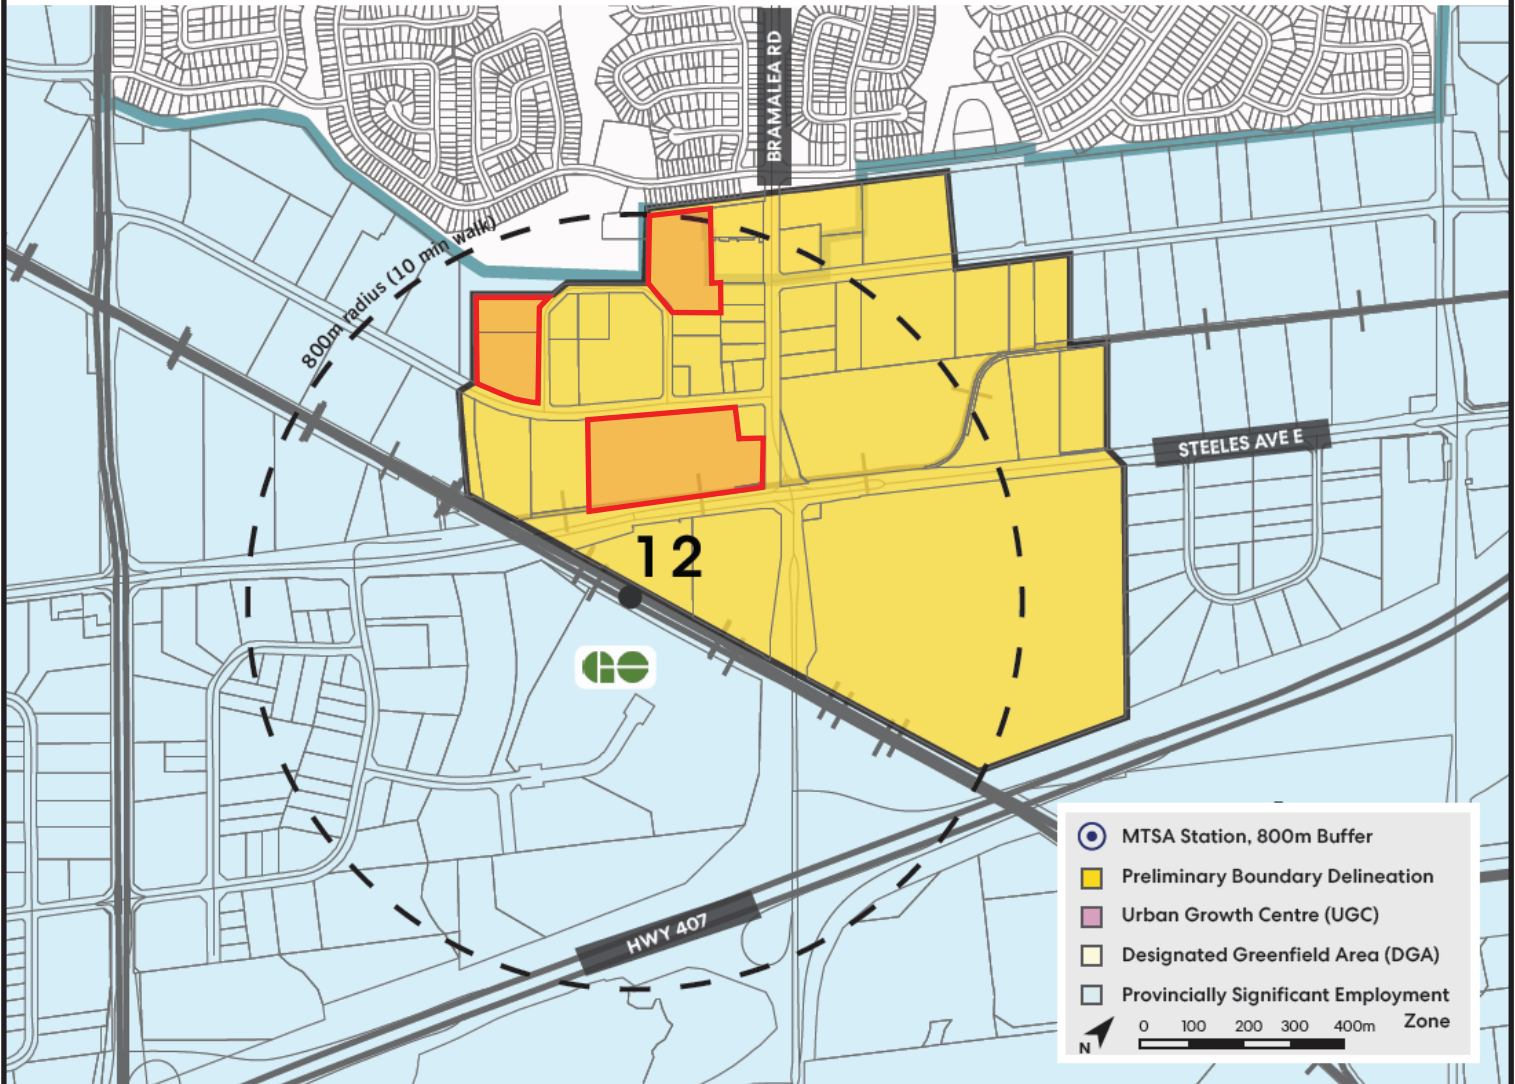 BRAMALEA RD
800m radius (10 min walk)
STEELES AVE E
12
GO
HWY 407
MTSA Station, 800m Buffer
Preliminary Boundary Delineation
Urban Growth Centre (UGC)
Designated Greenfield Area (DGA)
Provincially Significant Employment
Zone
0 100 200 300 400m
N